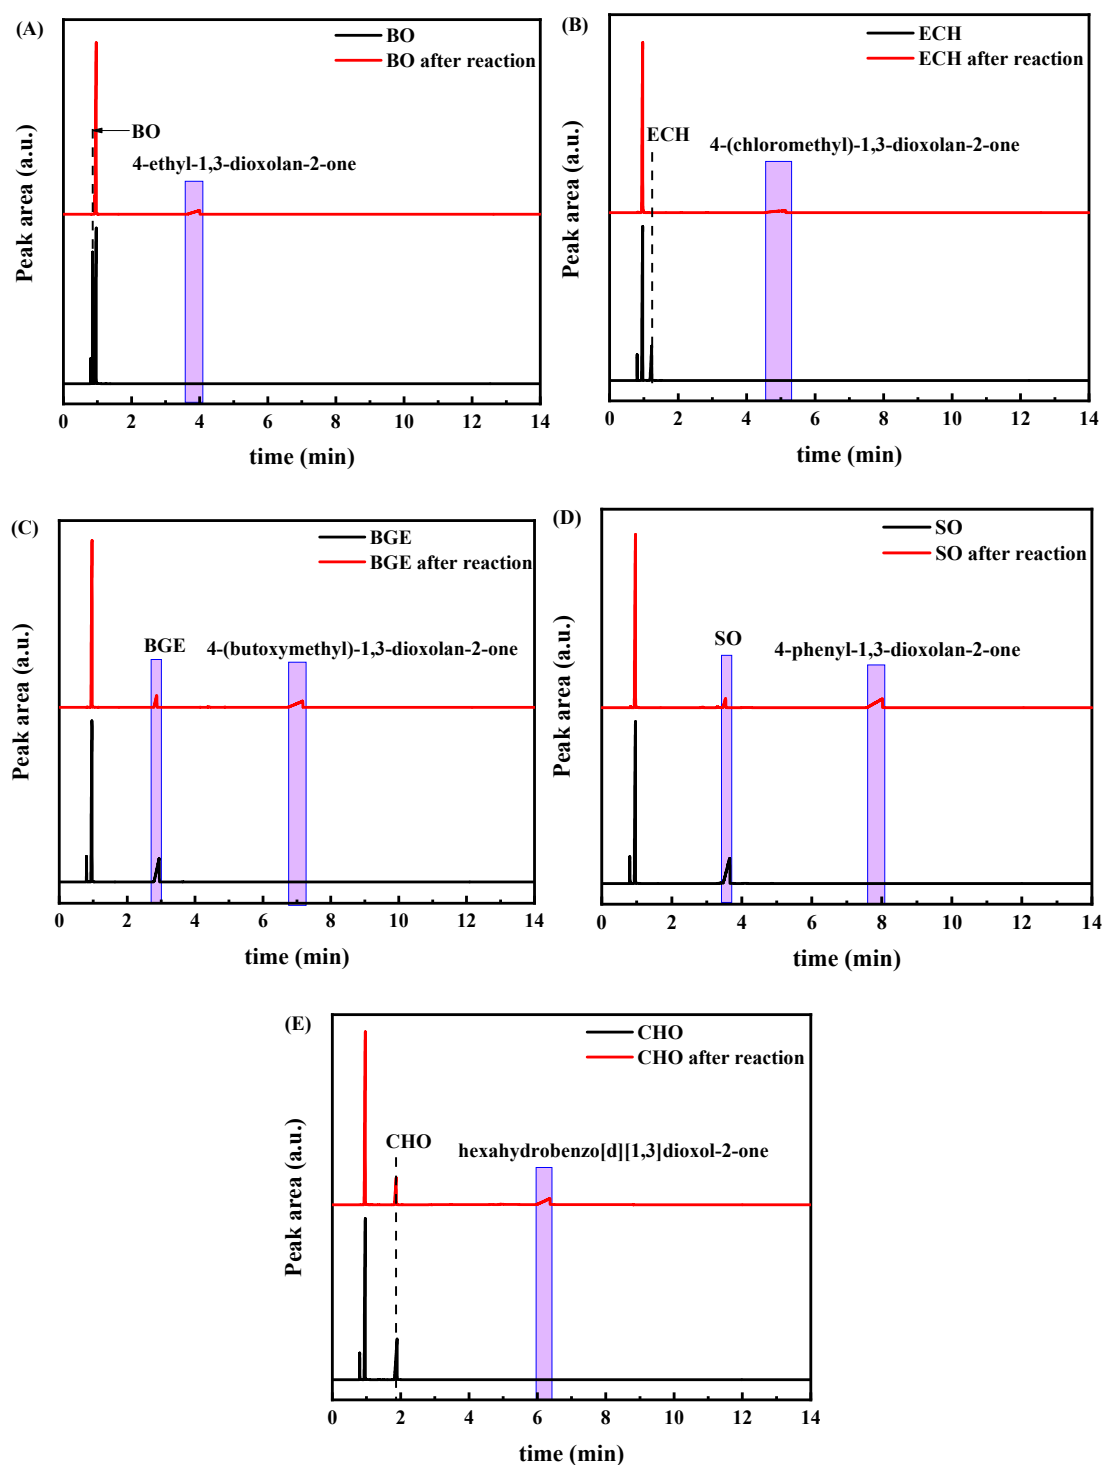 (A)
BO
BO after reaction
BO
4-ethyl-1,3-dioxolan-2-one
Peak area (a.u.)
0 2 4 6 8 10 12 14
time (min)
(B)
ECH
ECH after reaction
ECH
4-(chloromethyl)-1,3-dioxolan-2-one
Peak area (a.u.)
0 2 4 6 8 10 12 14
time (min)
(C)
BGE
BGE after reaction
BGE
4-(butoxymethyl)-1,3-dioxolan-2-one
Peak area (a.u.)
0 2 4 6 8 10 12 14
time (min)
(D)
SO
SO after reaction
SO
4-phenyl-1,3-dioxolan-2-one
Peak area (a.u.)
0 2 4 6 8 10 12 14
time (min)
(E)
CHO
CHO after reaction
CHO
hexahydrobenzo[d][1,3]dioxol-2-one
Peak area (a.u.)
0 2 4 6 8 10 12 14
time (min)